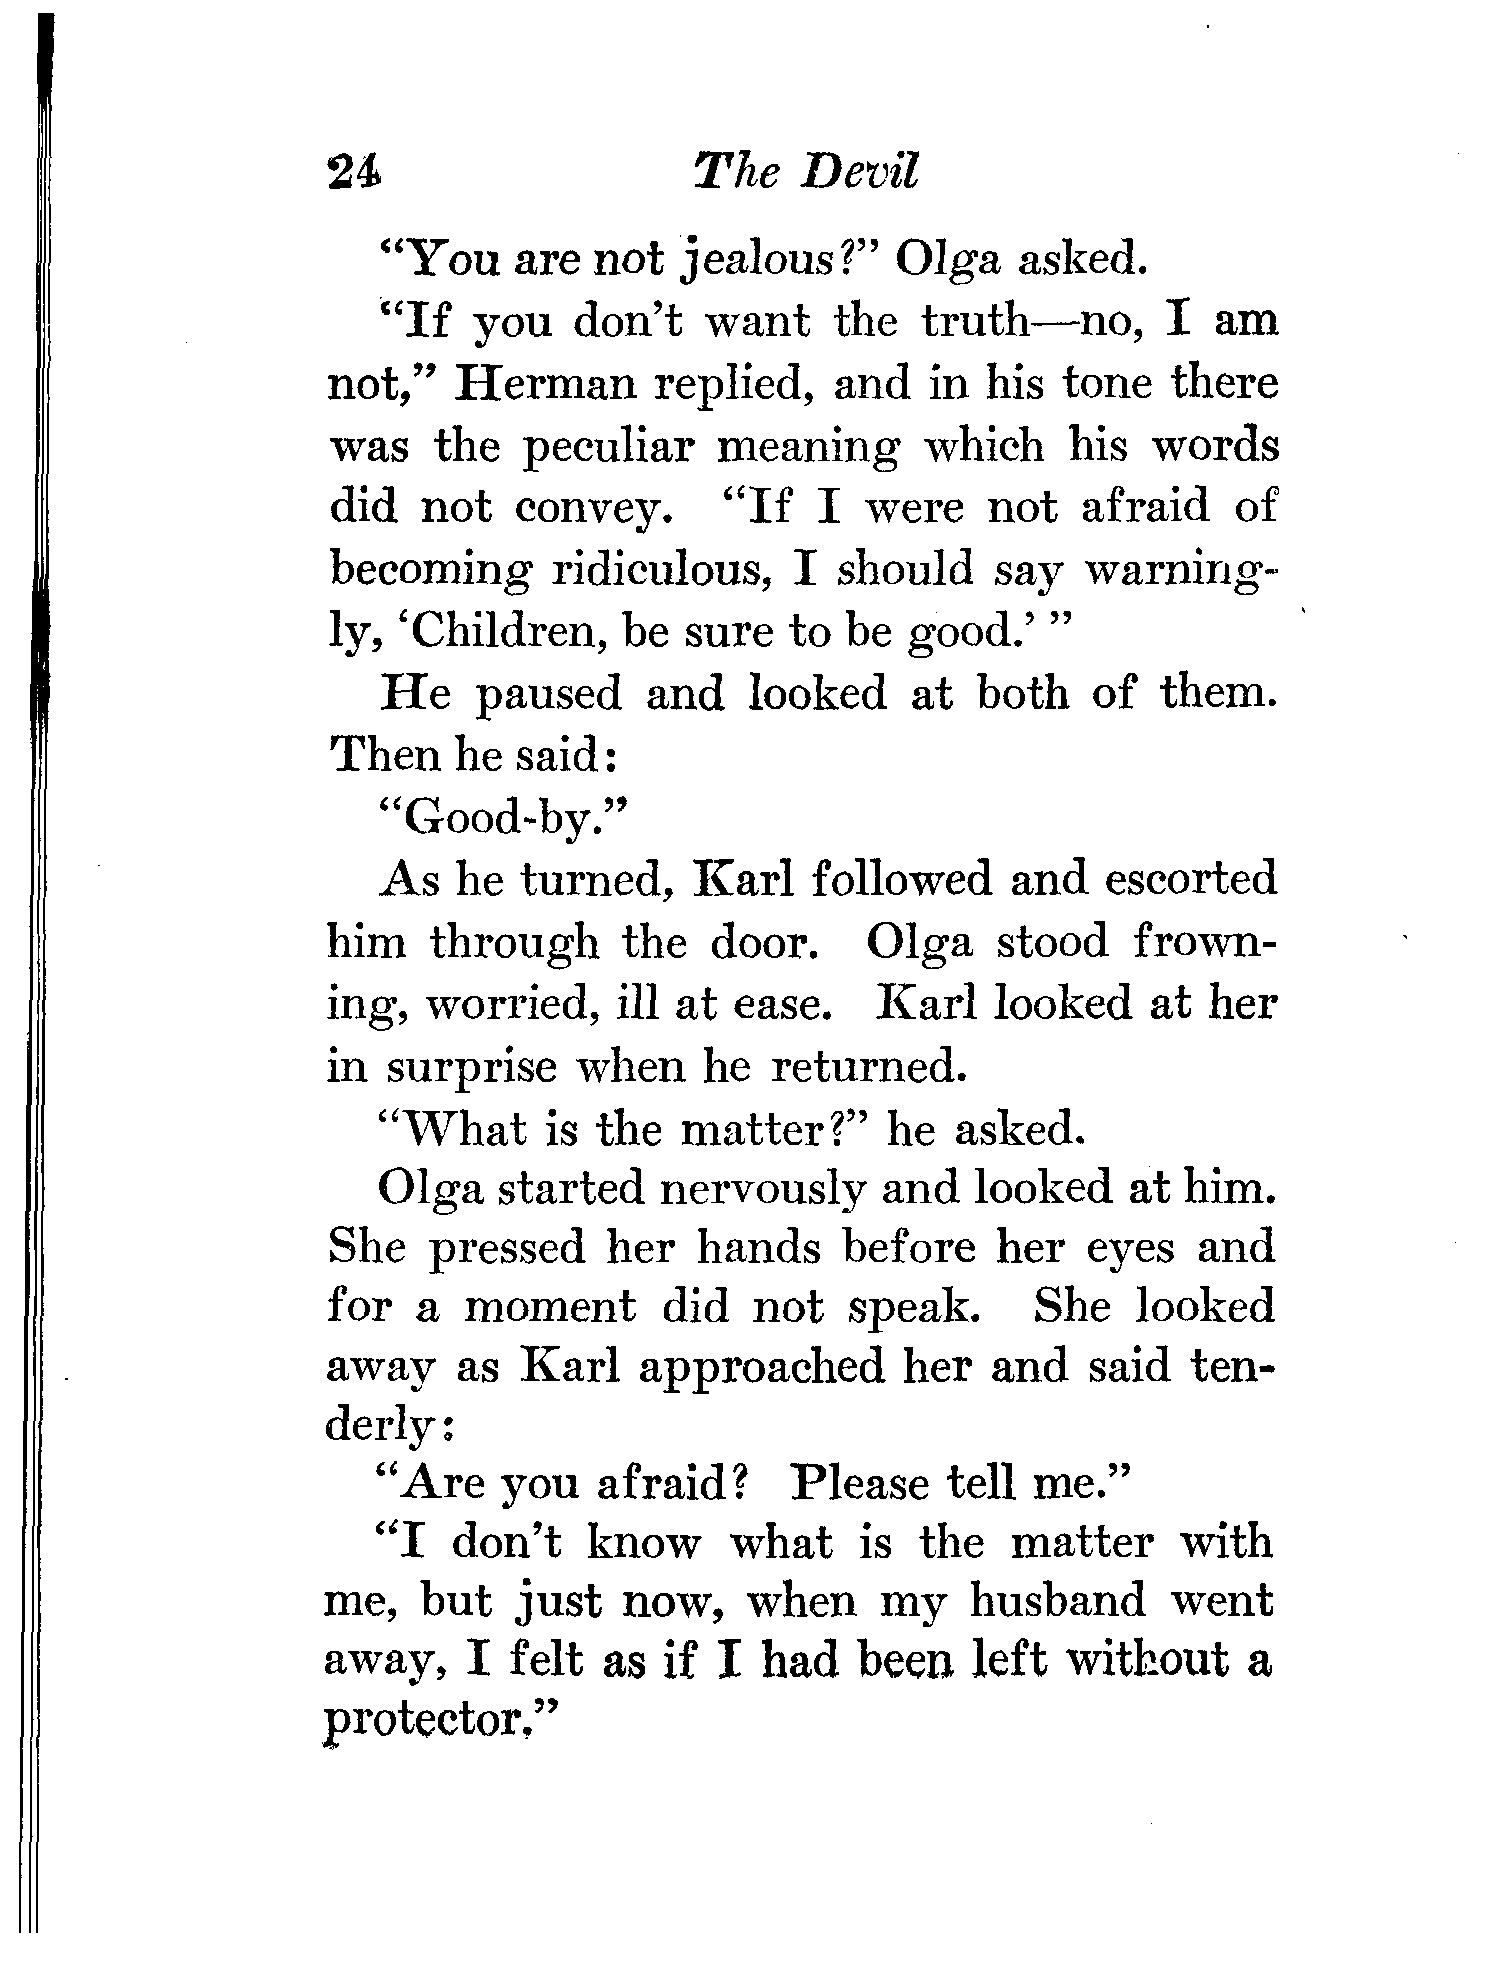 24 The Devil
“You are not jealous?” Olga asked.
“If you don’t want the truth—no, I am
not,” Herman replied, and in his tone there
was the peculiar meaning which his words
did not convey. “If I were not afraid of
becoming ridiculous, I should say warning-
ly, ‘Children, be sure to be good.’ ”
He paused and looked at both of them.
Then he said:
“Good-by.”
As he turned, Karl followed and escorted
him through the door. Olga stood frown-
ing, worried, ill at ease. Karl looked at her
in surprise when he returned.
“What is the matter?” he asked.
Olga started nervously and looked at him.
She pressed her hands before her eyes and
for a moment did not speak. She looked
away as Karl approached her and said ten-
derly:
“Are you afraid? Please tell me.”
“I don’t know what is the matter with
me, but just now, when my husband went
away, I felt as if I had been left without a
protector.”